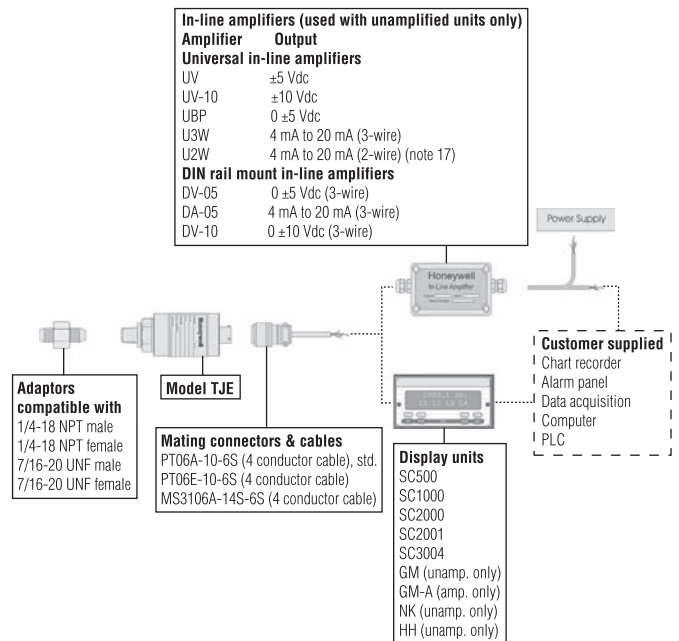 In-line amplifiers (used with unamplified units only)
Amplifier Output
Universal in-line amplifiers
UV ±5 Vdc
UV-10 ±10 Vdc
UBP 0 ±5 Vdc
U3W 4 mA to 20 mA (3-wire)
U2W 4 mA to 20 mA (2-wire) (note 17)
DIN rail mount in-line amplifiers
DV-05 0 ±5 Vdc (3-wire)
DA-05 4 mA to 20 mA (3-wire)
DV-10 0 ±10 Vdc (3-wire)
Power Supply
Honeywell
In-Line Amplifier
Honeywell
Adaptors
compatible with
1/4-18 NPT male
1/4-18 NPT female
7/16-20 UNF male
7/16-20 UNF female
Model TJE
Mating connectors & cables
PT06A-10-6S (4 conductor cable), std.
PT06E-10-6S (4 conductor cable)
MS3106A-14S-6S (4 conductor cable)
Customer supplied
Chart recorder
Alarm panel
Data acquisition
Computer
PLC
Display units
SC500
SC1000
SC2000
SC2001
SC3004
GM (unamp. only)
GM-A (amp. only)
NK (unamp. only)
HH (unamp. only)